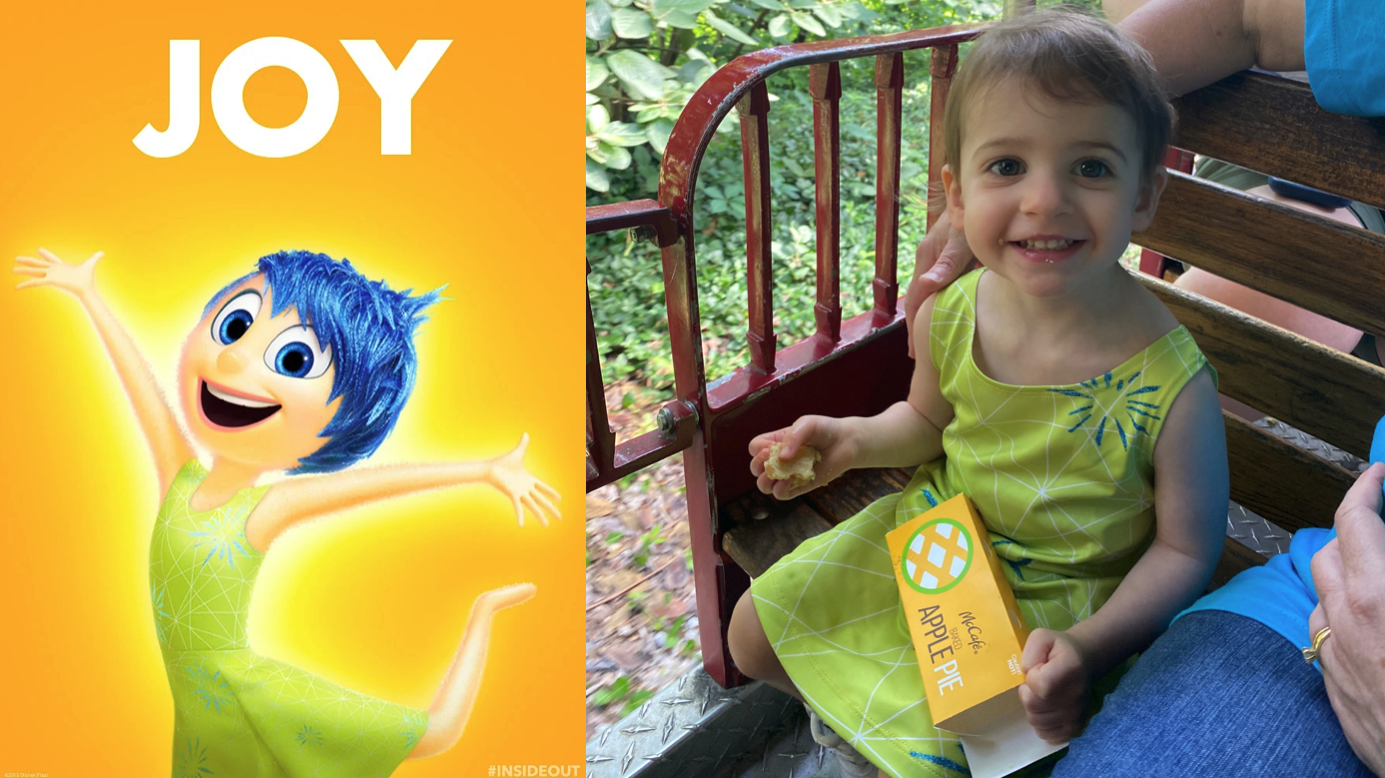 JOY
#INSIDEOUT
McCafé
BAKED
APPLE PIE